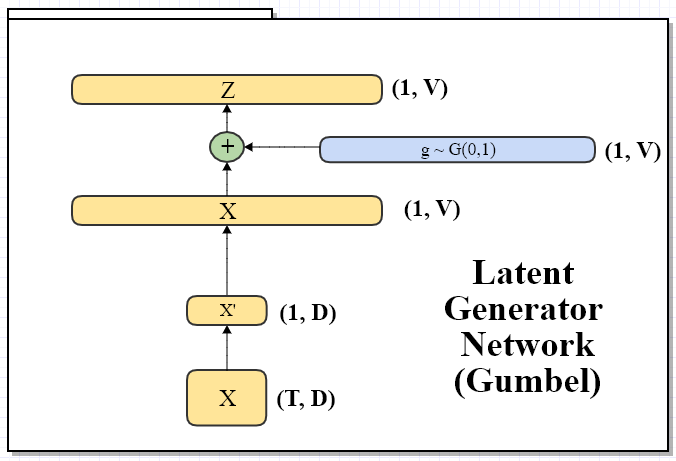 Z
(1, V)
+
g ~ G(0,1)
(1, V)
X
(1, V)
X'
(1, D)
X
(T, D)
Latent
Generator
Network
(Gumbel)